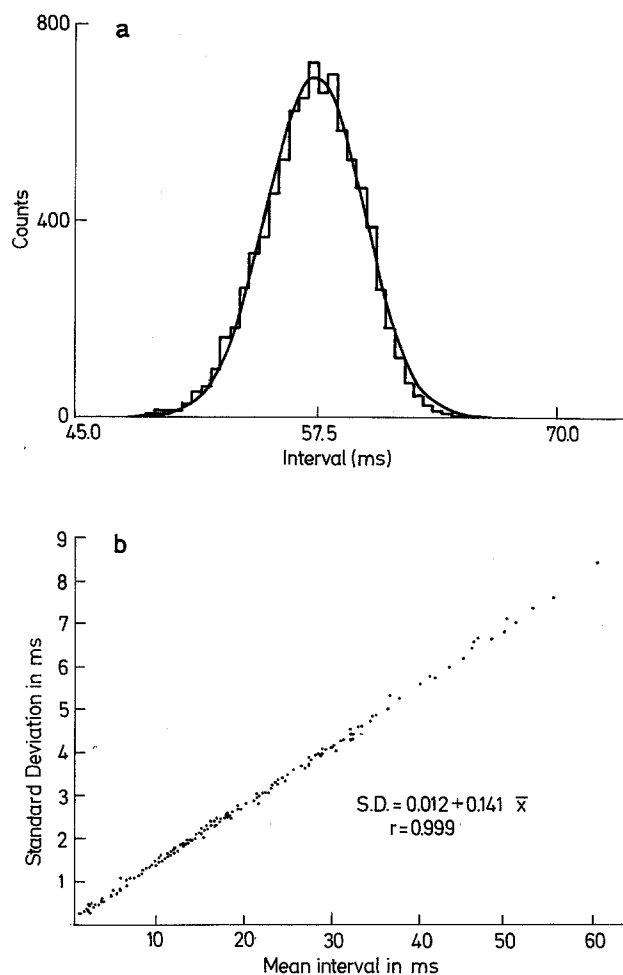 a
800
400
0
Counts
45.0 57.5 70.0
Interval (ms)
b
9
8
7
6
5
4
3
2
1
Standard Deviation in ms
S.D. = 0.012 + 0.141 x̅
r = 0.999
10 20 30 40 50 60
Mean interval in ms